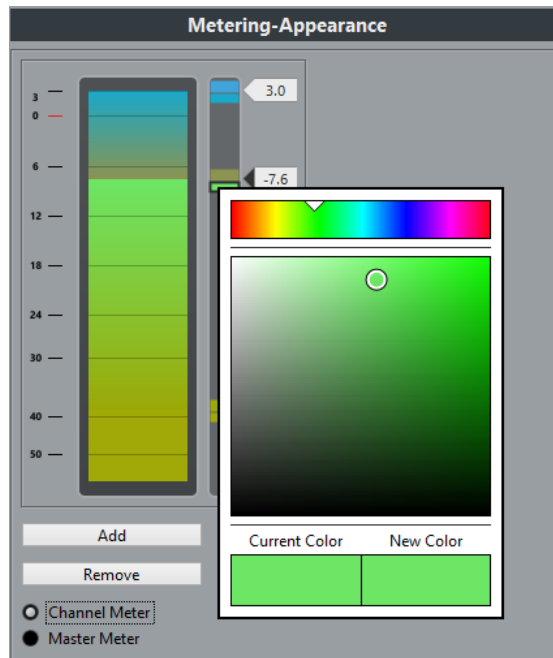 Metering-Appearance
3
0
6
12
18
24
30
40
50
3.0
-7.6
Current Color
New Color
Add
Remove
Channel Meter
Master Meter